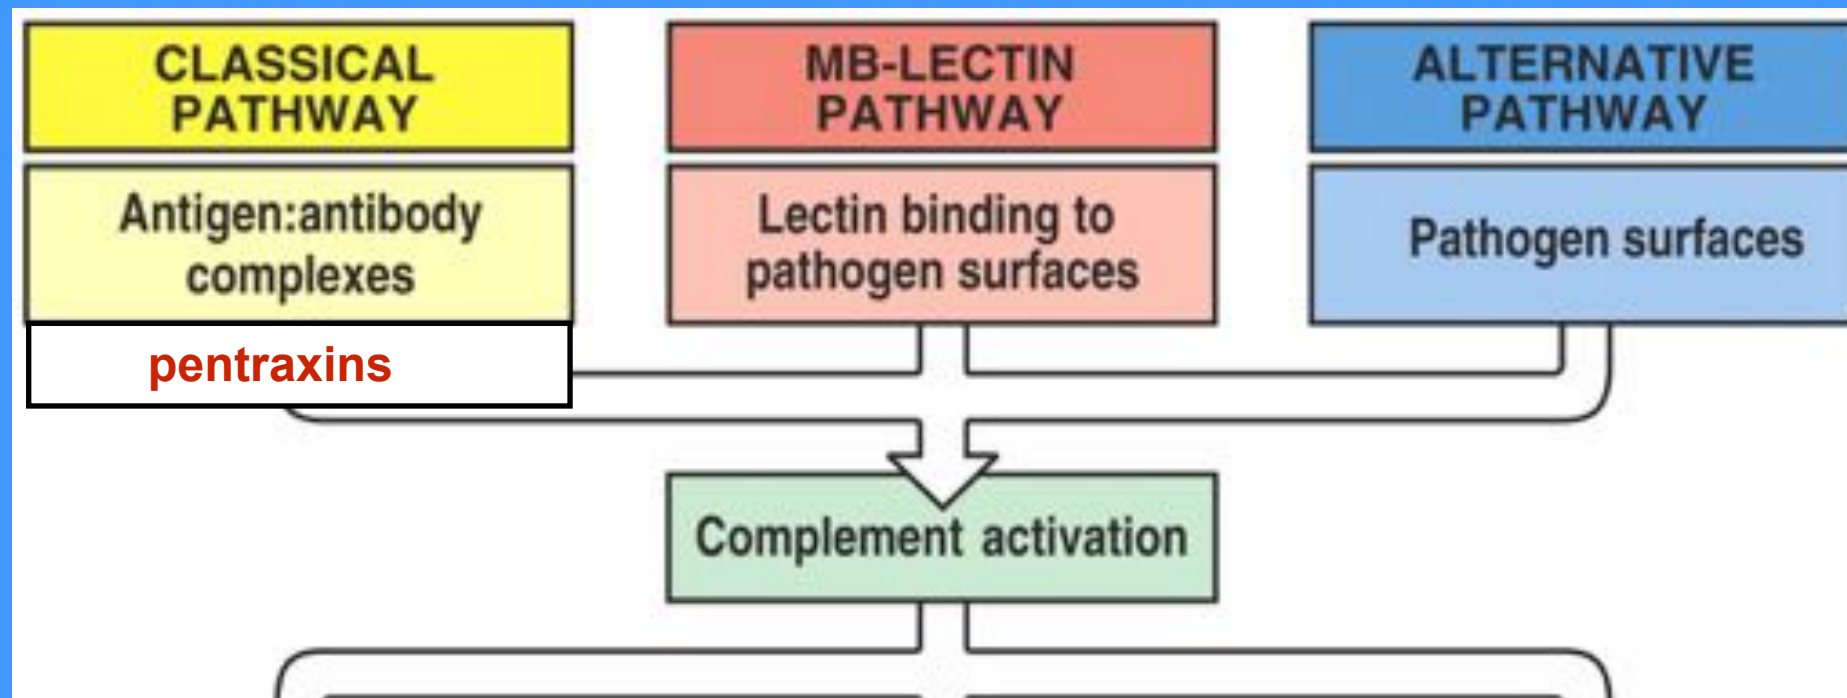 CLASSICAL
PATHWAY
Antigen:antibody
complexes
pentraxins
MB-LECTIN
PATHWAY
Lectin binding to
pathogen surfaces
ALTERNATIVE
PATHWAY
Pathogen surfaces
Complement activation